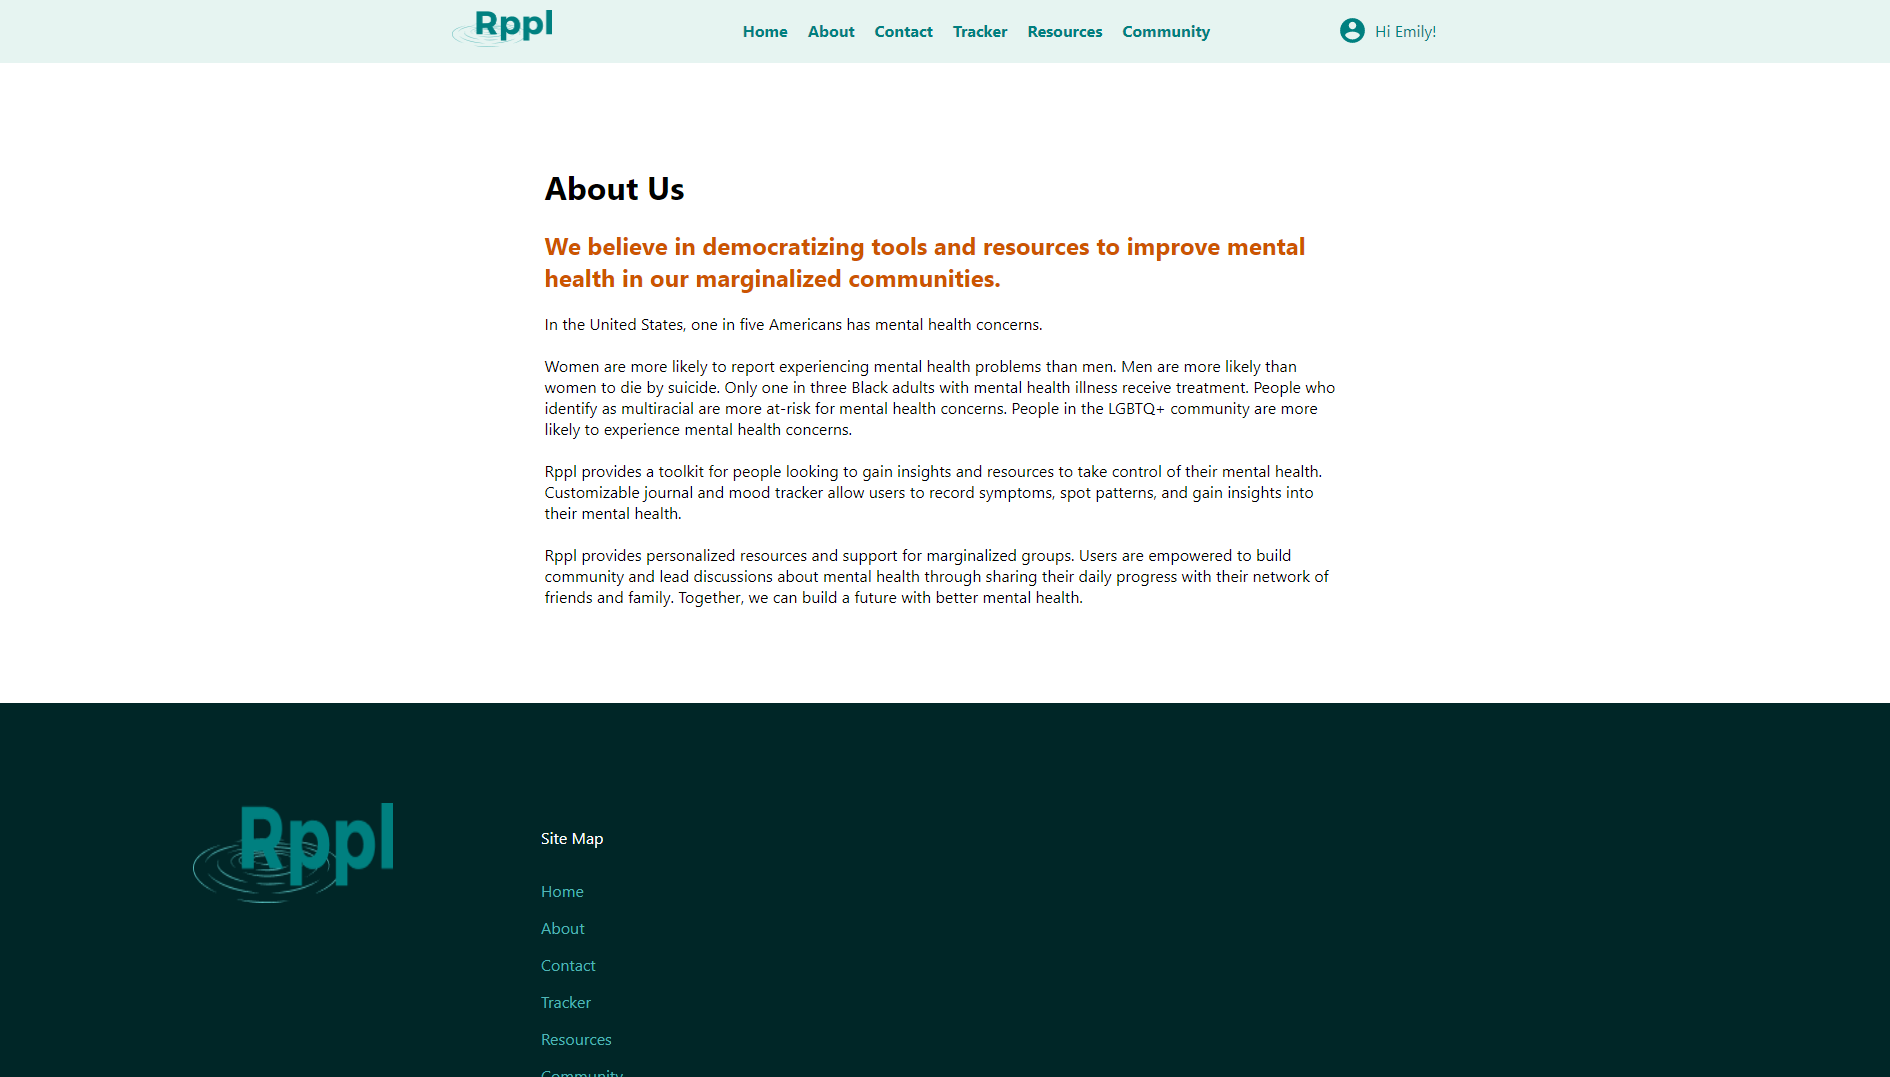 Rppl
Home About Contact Tracker Resources Community
Hi Emily!
About Us
We believe in democratizing tools and resources to improve mental
health in our marginalized communities.
In the United States, one in five Americans has mental health concerns.
Women are more likely to report experiencing mental health problems than men. Men are more likely than
women to die by suicide. Only one in three Black adults with mental health illness receive treatment. People who
identify as multiracial are more at-risk for mental health concerns. People in the LGBTQ+ community are more
likely to experience mental health concerns.
Rppl provides a toolkit for people looking to gain insights and resources to take control of their mental health.
Customizable journal and mood tracker allow users to record symptoms, spot patterns, and gain insights into
their mental health.
Rppl provides personalized resources and support for marginalized groups. Users are empowered to build
community and lead discussions about mental health through sharing their daily progress with their network of
friends and family. Together, we can build a future with better mental health.
Rppl
Site Map
Home
About
Contact
Tracker
Resources
Community